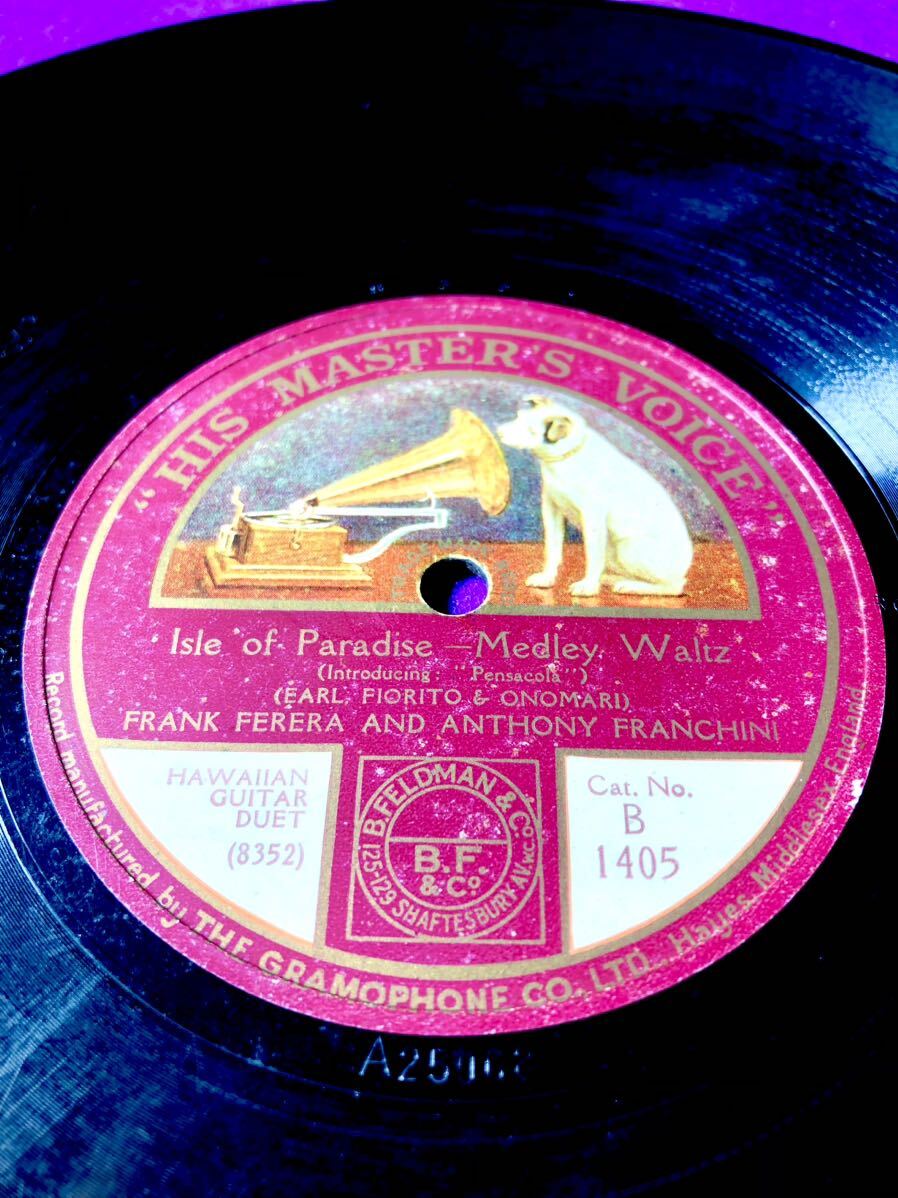 "HIS MASTER'S VOICE"
Isle of Paradise—Medley Waltz
(Introducing: "Pensacola")
(EARL, FIORITO & ONOMARI)
FRANK FERERA AND ANTHONY FRANCHINI
HAWAIIAN
GUITAR
DUET
(8352)
B. FELDMAN & Co
B.F
& Co.
125-129 SHAFTESBURY AV. W.C.
Cat. No.
B
1405
Record manufactured by THE GRAMOPHONE CO., LTD., Hayes, Middlesex, England